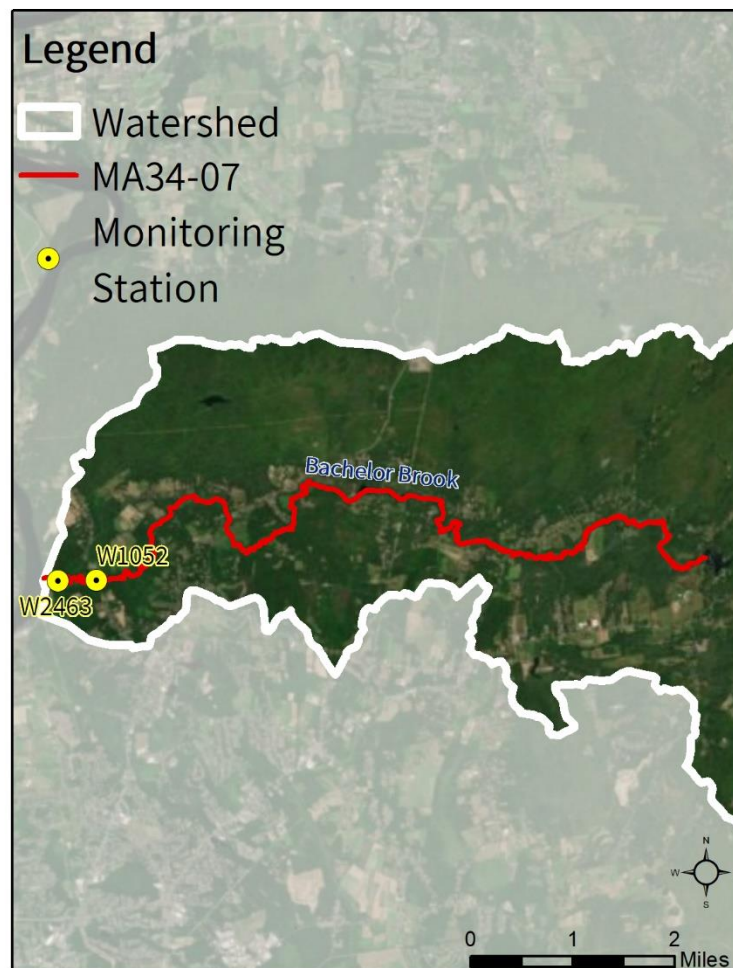 Legend
Watershed
MA34-07
Monitoring
Station
Bachelor Brook
W1052
W2463
N
W
S
0 1 2
Miles